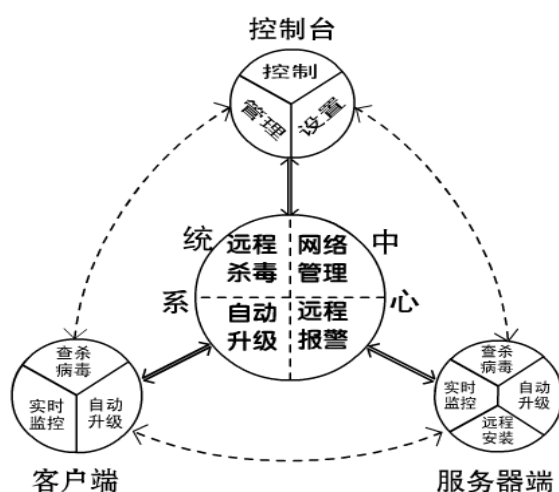 控制台
控制
管理
设置
系统中心
远程
杀毒
网络
管理
自动
升级
远程
报警
查杀
病毒
实时
监控
自动
升级
客户端
查杀
病毒
实时
监控
自动
升级
远程
安装
服务器端